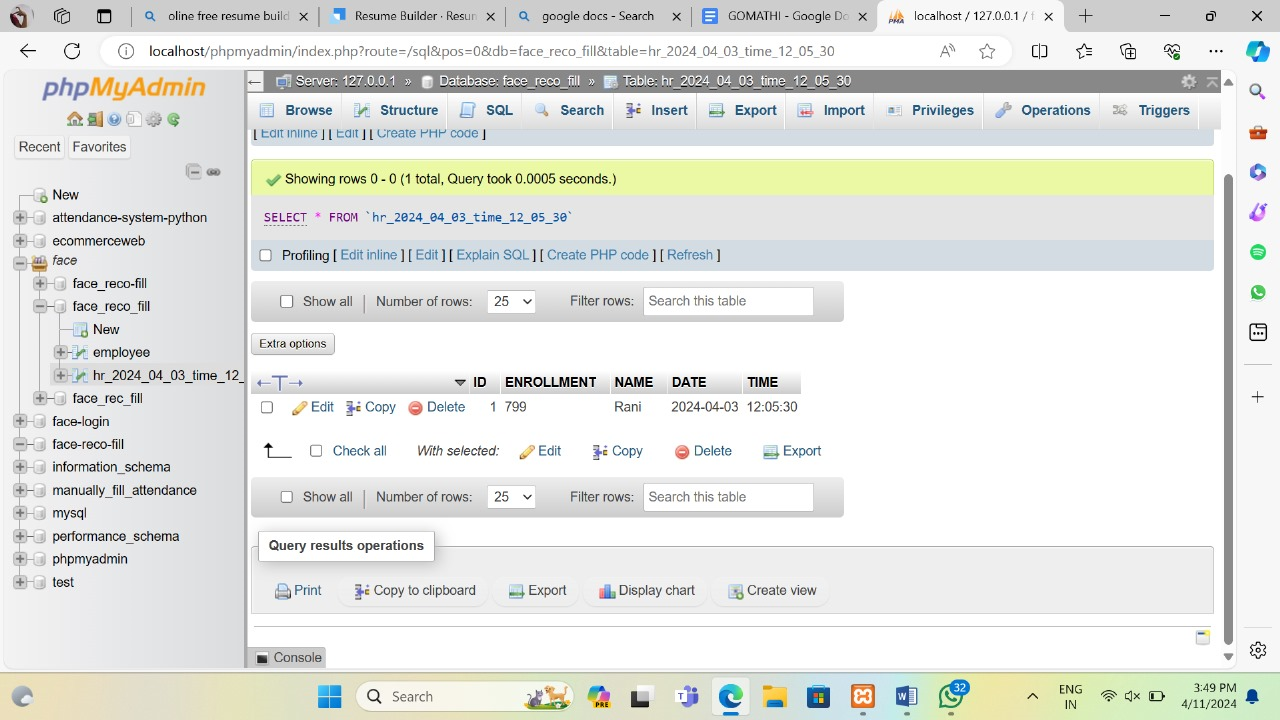 oline free resume build
Resume Builder - Resun
google docs - Search
GOMATHI - Google Do
localhost / 127.0.0.1 / f
localhost/phpmyadmin/index.php?route=/sql&pos=0&db=face_reco_fill&table=hr_2024_04_03_time_12_05_30
phpMyAdmin
Recent Favorites
New
attendance-system-python
ecommerceweb
face
face_reco-fill
face_reco_fill
New
employee
hr_2024_04_03_time_12_
face_rec_fill
face-login
face-reco-fill
information_schema
manually_fill_attendance
mysql
performance_schema
phpmyadmin
test
Server: 127.0.0.1 » Database: face_reco_fill » Table: hr_2024_04_03_time_12_05_30
Browse Structure SQL Search Insert Export Import Privileges Operations Triggers
[ Edit inline ] [ Edit ] [ Create PHP code ]
Showing rows 0 - 0 (1 total, Query took 0.0005 seconds.)
SELECT * FROM `hr_2024_04_03_time_12_05_30`
Profiling [ Edit inline ] [ Edit ] [ Explain SQL ] [ Create PHP code ] [ Refresh ]
Show all | Number of rows: 25 Filter rows: Search this table
Extra options
←T→ ID ENROLLMENT NAME DATE TIME
Edit Copy Delete 1 799 Rani 2024-04-03 12:05:30
Check all With selected: Edit Copy Delete Export
Show all | Number of rows: 25 Filter rows: Search this table
Query results operations
Print Copy to clipboard Export Display chart Create view
Console
Search
PRE
32
ENG
IN
3:49 PM
4/11/2024